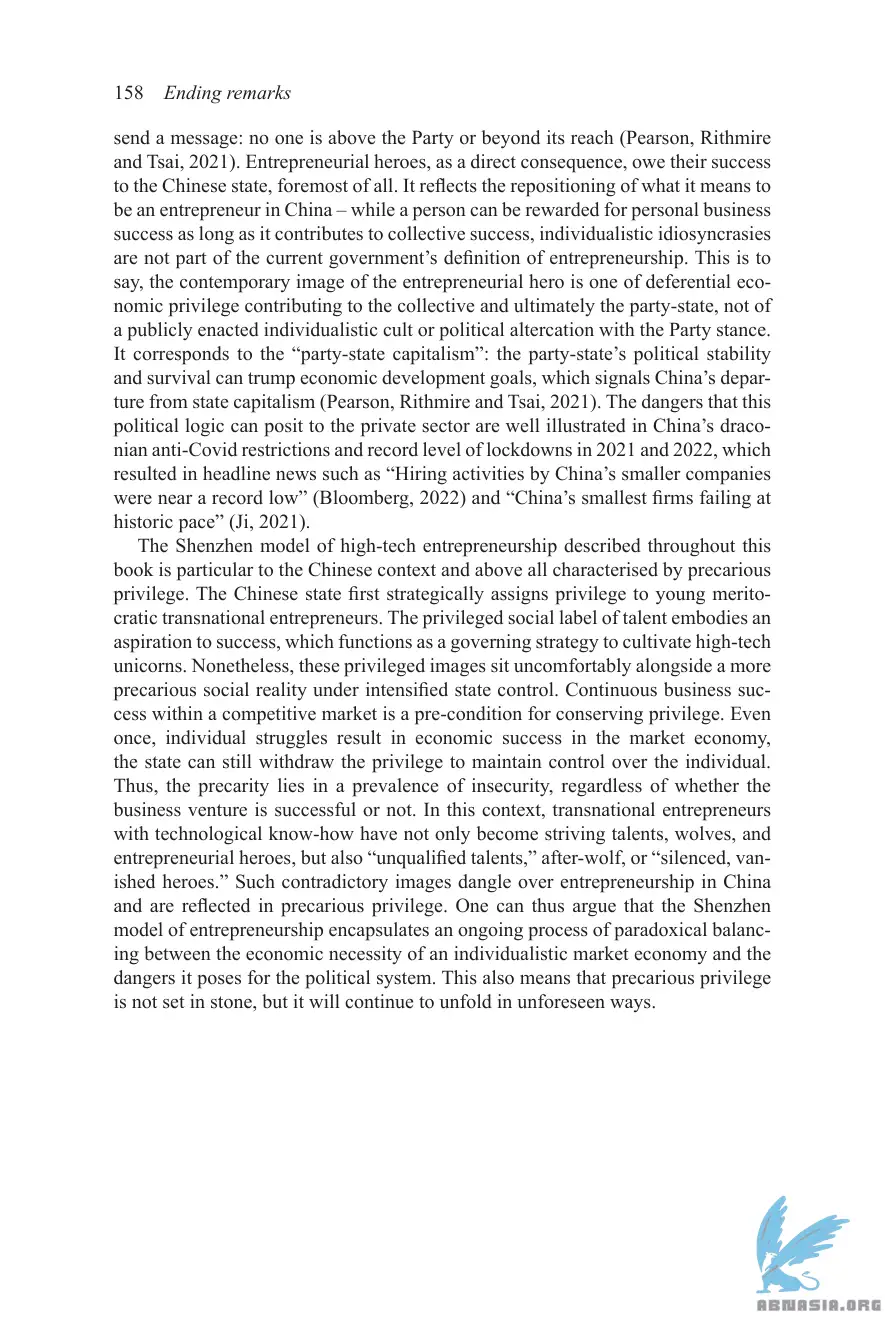 158 Ending remarks
send a message: no one is above the Party or beyond its reach (Pearson, Rithmire
and Tsai, 2021). Entrepreneurial heroes, as a direct consequence, owe their success
to the Chinese state, foremost of all. It reflects the repositioning of what it means to
be an entrepreneur in China – while a person can be rewarded for personal business
success as long as it contributes to collective success, individualistic idiosyncrasies
are not part of the current government’s definition of entrepreneurship. This is to
say, the contemporary image of the entrepreneurial hero is one of deferential eco-
nomic privilege contributing to the collective and ultimately the party-state, not of
a publicly enacted individualistic cult or political altercation with the Party stance.
It corresponds to the “party-state capitalism”: the party-state’s political stability
and survival can trump economic development goals, which signals China’s depar-
ture from state capitalism (Pearson, Rithmire and Tsai, 2021). The dangers that this
political logic can posit to the private sector are well illustrated in China’s draco-
nian anti-Covid restrictions and record level of lockdowns in 2021 and 2022, which
resulted in headline news such as “Hiring activities by China’s smaller companies
were near a record low” (Bloomberg, 2022) and “China’s smallest firms failing at
historic pace” (Ji, 2021).
The Shenzhen model of high-tech entrepreneurship described throughout this
book is particular to the Chinese context and above all characterised by precarious
privilege. The Chinese state first strategically assigns privilege to young merito-
cratic transnational entrepreneurs. The privileged social label of talent embodies an
aspiration to success, which functions as a governing strategy to cultivate high-tech
unicorns. Nonetheless, these privileged images sit uncomfortably alongside a more
precarious social reality under intensified state control. Continuous business suc-
cess within a competitive market is a pre-condition for conserving privilege. Even
once, individual struggles result in economic success in the market economy,
the state can still withdraw the privilege to maintain control over the individual.
Thus, the precarity lies in a prevalence of insecurity, regardless of whether the
business venture is successful or not. In this context, transnational entrepreneurs
with technological know-how have not only become striving talents, wolves, and
entrepreneurial heroes, but also “unqualified talents,” after-wolf, or “silenced, van-
ished heroes.” Such contradictory images dangle over entrepreneurship in China
and are reflected in precarious privilege. One can thus argue that the Shenzhen
model of entrepreneurship encapsulates an ongoing process of paradoxical balanc-
ing between the economic necessity of an individualistic market economy and the
dangers it poses for the political system. This also means that precarious privilege
is not set in stone, but it will continue to unfold in unforeseen ways.
ABNASIA.ORG